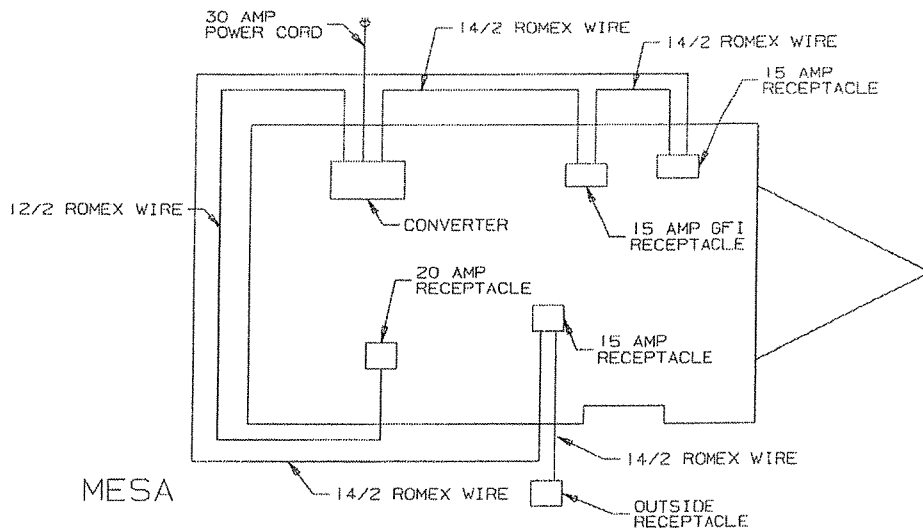 30 AMP
POWER CORD
14/2 ROMEX WIRE
14/2 ROMEX WIRE
15 AMP
RECEPTACLE
12/2 ROMEX WIRE
CONVERTER
15 AMP GFI
RECEPTACLE
20 AMP
RECEPTACLE
15 AMP
RECEPTACLE
14/2 ROMEX WIRE
MESA
14/2 ROMEX WIRE
OUTSIDE
RECEPTACLE